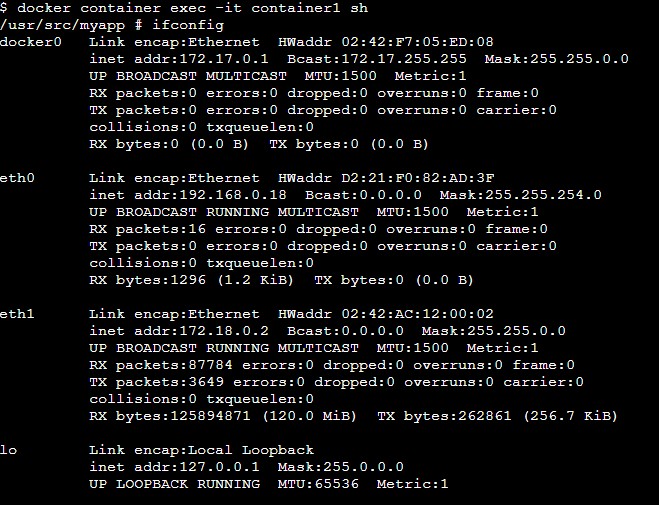 $ docker container exec -it container1 sh
/usr/src/myapp # ifconfig
docker0   Link encap:Ethernet  HWaddr 02:42:F7:05:ED:08
          inet addr:172.17.0.1  Bcast:172.17.255.255  Mask:255.255.0.0
          UP BROADCAST MULTICAST  MTU:1500  Metric:1
          RX packets:0 errors:0 dropped:0 overruns:0 frame:0
          TX packets:0 errors:0 dropped:0 overruns:0 carrier:0
          collisions:0 txqueuelen:0
          RX bytes:0 (0.0 B)  TX bytes:0 (0.0 B)

eth0      Link encap:Ethernet  HWaddr D2:21:F0:82:AD:3F
          inet addr:192.168.0.18  Bcast:0.0.0.0  Mask:255.255.254.0
          UP BROADCAST RUNNING MULTICAST  MTU:1500  Metric:1
          RX packets:16 errors:0 dropped:0 overruns:0 frame:0
          TX packets:0 errors:0 dropped:0 overruns:0 carrier:0
          collisions:0 txqueuelen:0
          RX bytes:1296 (1.2 KiB)  TX bytes:0 (0.0 B)

eth1      Link encap:Ethernet  HWaddr 02:42:AC:12:00:02
          inet addr:172.18.0.2  Bcast:0.0.0.0  Mask:255.255.0.0
          UP BROADCAST RUNNING MULTICAST  MTU:1500  Metric:1
          RX packets:87784 errors:0 dropped:0 overruns:0 frame:0
          TX packets:3649 errors:0 dropped:0 overruns:0 carrier:0
          collisions:0 txqueuelen:0
          RX bytes:125894871 (120.0 MiB)  TX bytes:262861 (256.7 KiB)

lo        Link encap:Local Loopback
          inet addr:127.0.0.1  Mask:255.0.0.0
          UP LOOPBACK RUNNING  MTU:65536  Metric:1